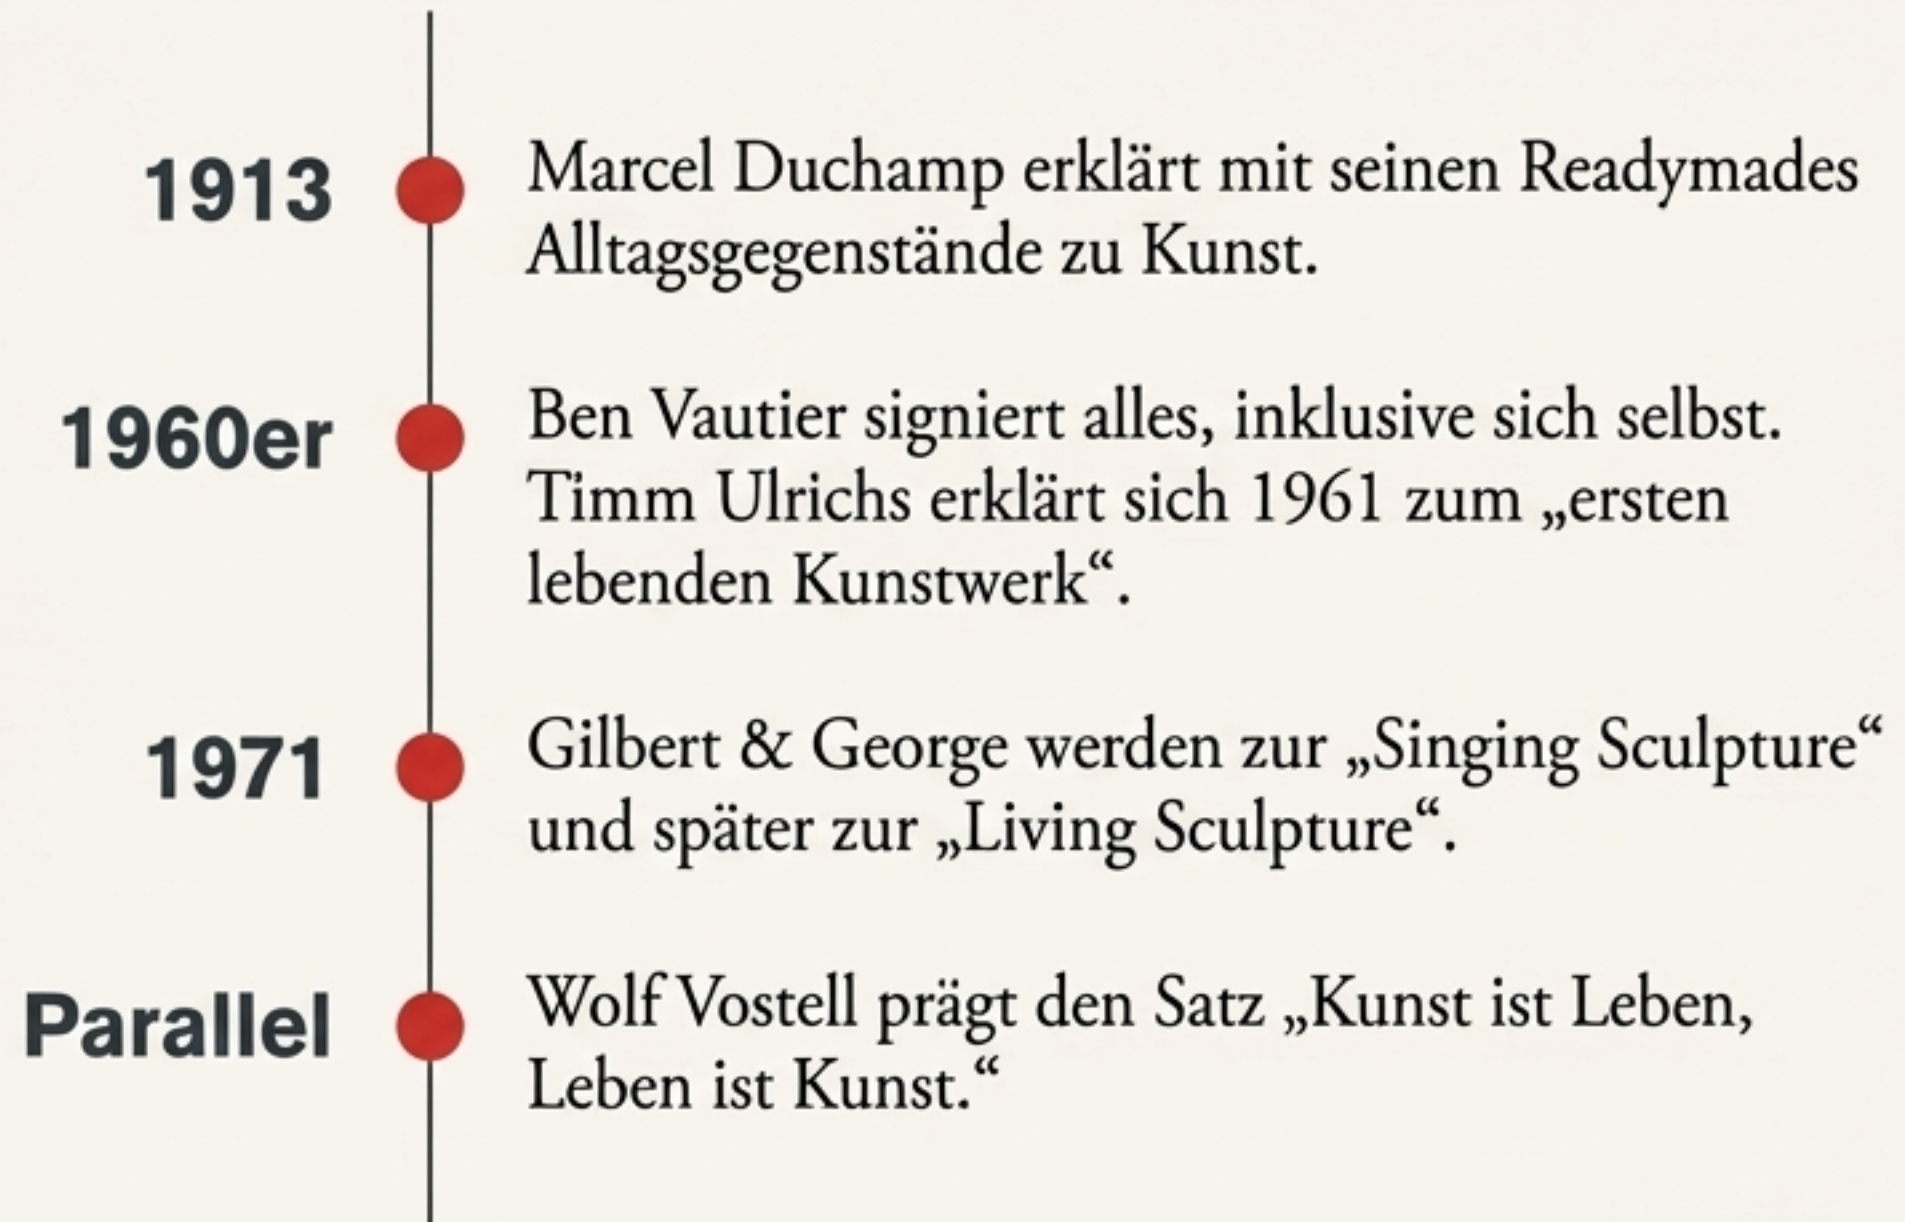 1913
Marcel Duchamp erklärt mit seinen Readymades
Alltagsgegenstände zu Kunst.
1960er
Ben Vautier signiert alles, inklusive sich selbst.
Timm Ulrichs erklärt sich 1961 zum „ersten
lebenden Kunstwerk“.
1971
Gilbert & George werden zur „Singing Sculpture“
und später zur „Living Sculpture“.
Parallel
Wolf Vostell prägt den Satz „Kunst ist Leben,
Leben ist Kunst.“